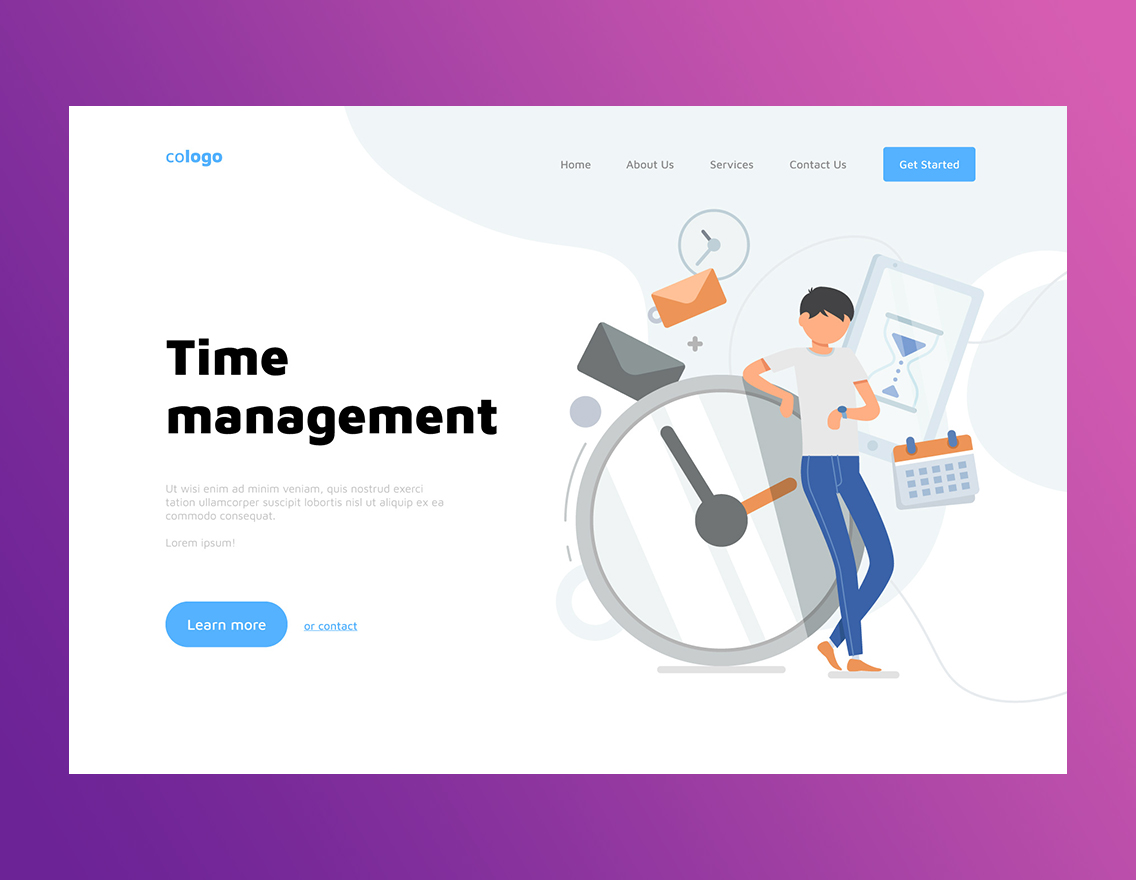 cologo
Home About Us Services Contact Us Get Started
Time
management
Ut wisi enim ad minim veniam, quis nostrud exerci
tation ullamcorper suscipit lobortis nisl ut aliquip ex ea
commodo consequat.
Lorem ipsum!
Learn more or contact